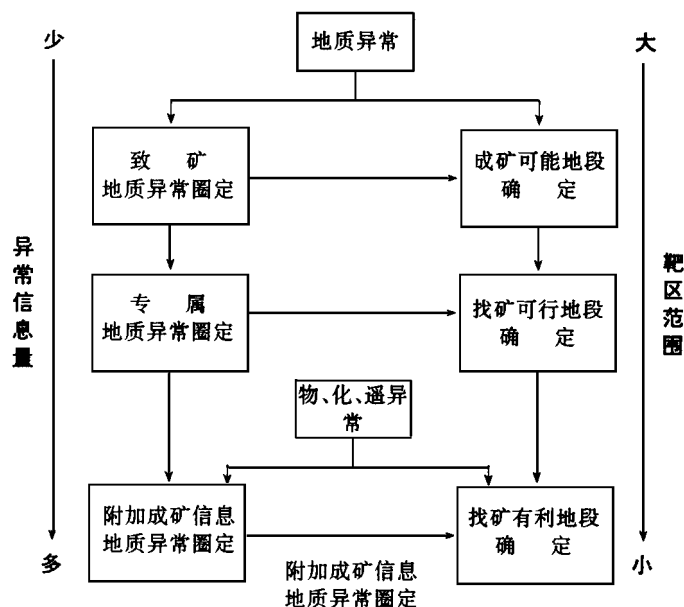 少
地质异常
大
致 矿
地质异常圈定
成矿可能地段
确 定
异常信息量
专 属
地质异常圈定
找矿可行地段
确 定
靶区范围
物、化、遥异
常
附加成矿信息
地质异常圈定
找矿有利地段
确 定
多
附加成矿信息
地质异常圈定
小